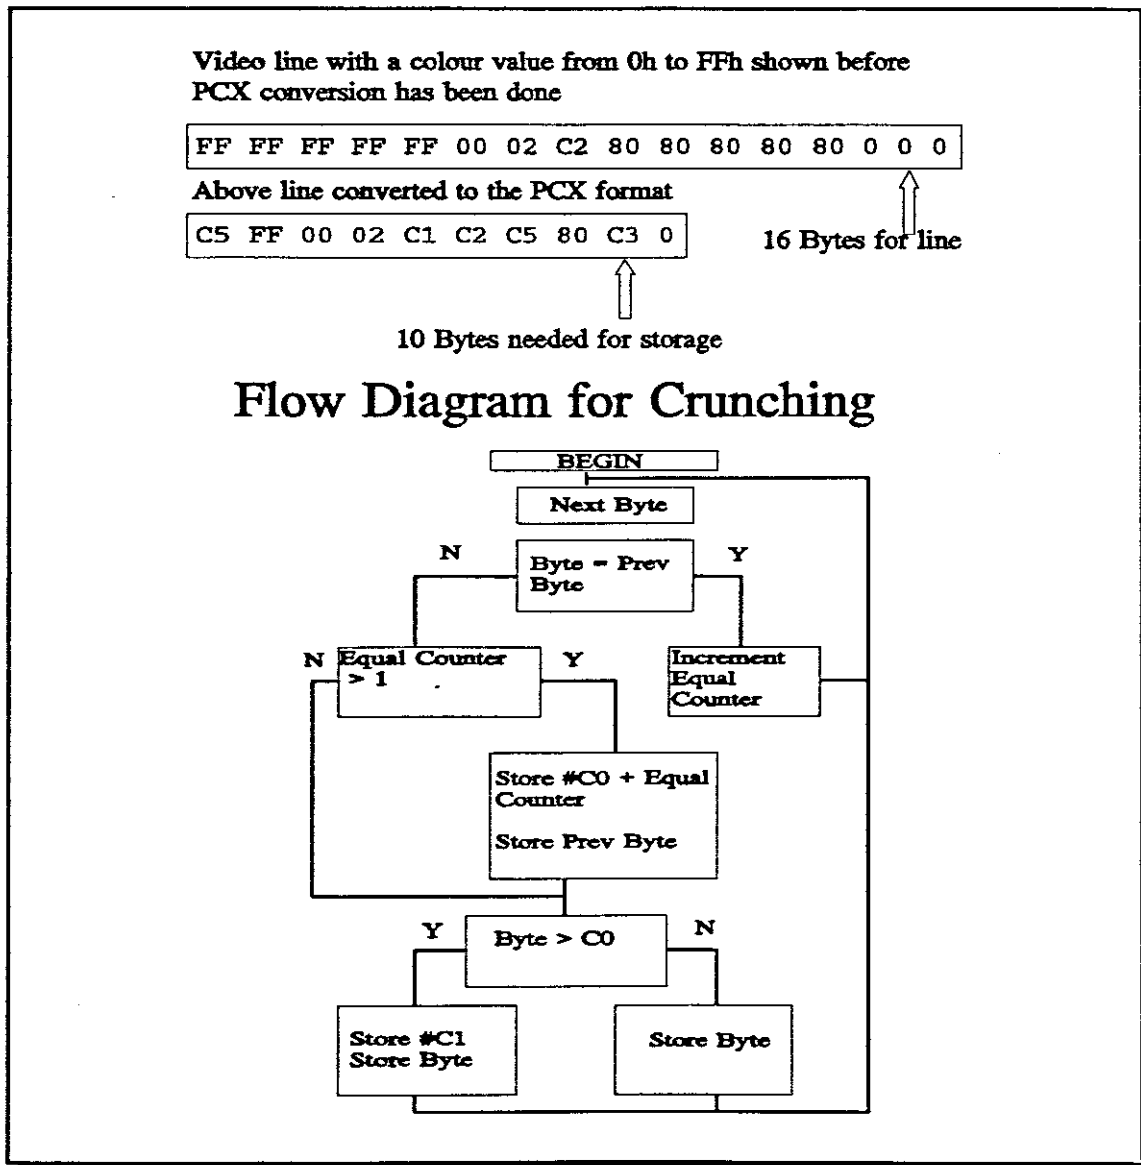 Video line with a colour value from 0h to FFh shown before
PCX conversion has been done
FF FF FF FF FF 00 02 C2 80 80 80 80 80 0 0 0
Above line converted to the PCX format
C5 FF 00 02 C1 C2 C5 80 C3 0
16 Bytes for line
10 Bytes needed for storage
Flow Diagram for Crunching
BEGIN
Next Byte
N
Y
Byte = Prev
Byte
N
Equal Counter
> 1
Y
Increment
Equal
Counter
Store #C0 + Equal
Counter
Store Prev Byte
Y
Byte > C0
N
Store #C1
Store Byte
Store Byte